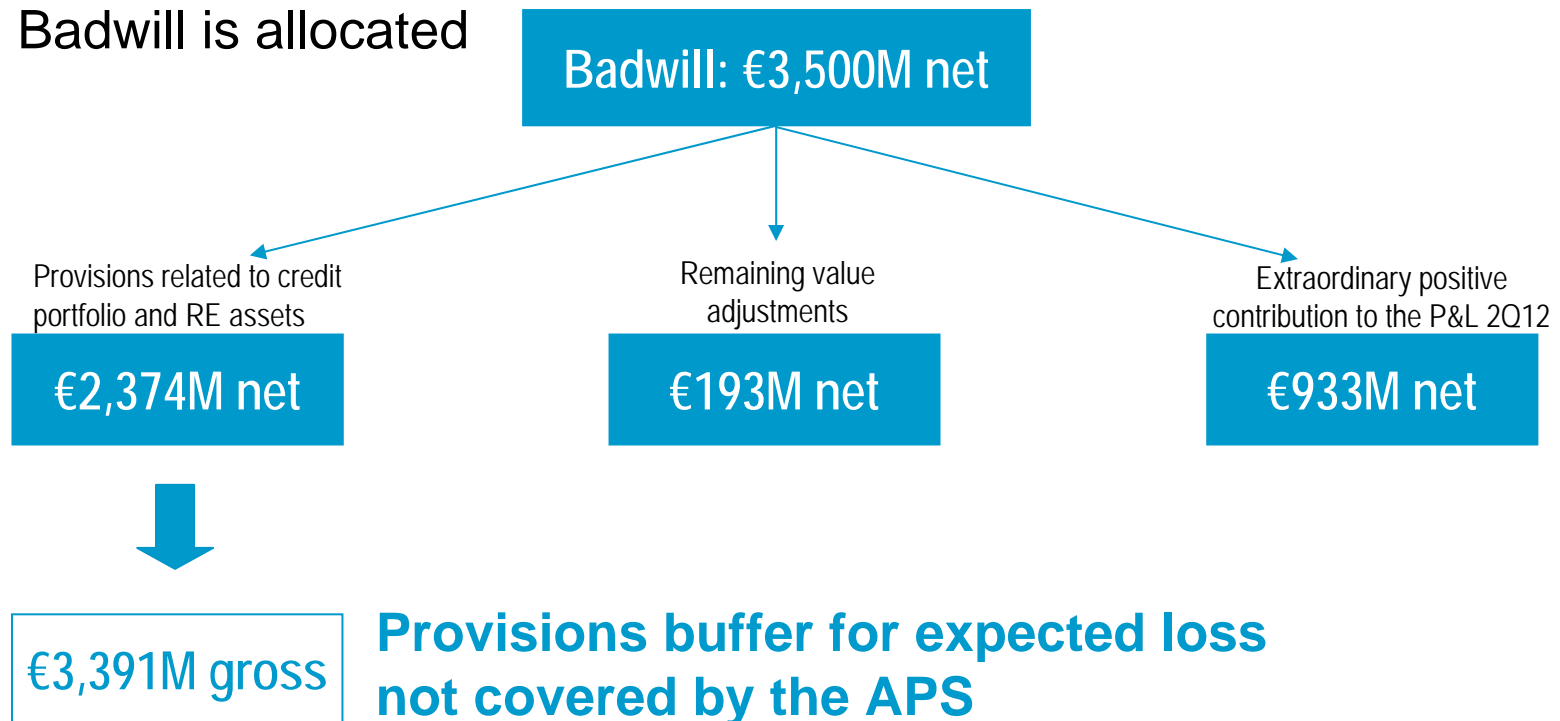 Badwill is allocated
Badwill: €3,500M net
Provisions related to credit
portfolio and RE assets
€2,374M net
Remaining value
adjustments
€193M net
Extraordinary positive
contribution to the P&L 2Q12
€933M net
€3,391M gross
Provisions buffer for expected loss
not covered by the APS